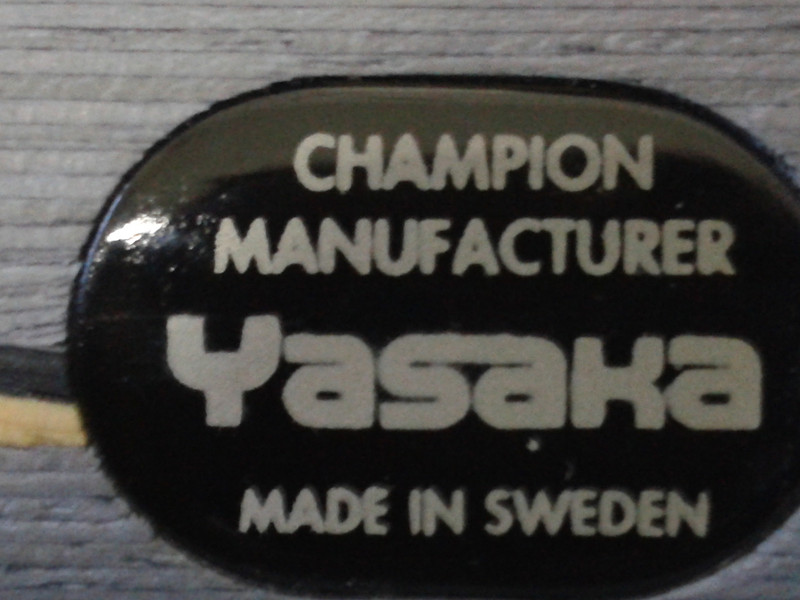 CHAMPION
MANUFACTURER
Yasaka
MADE IN SWEDEN